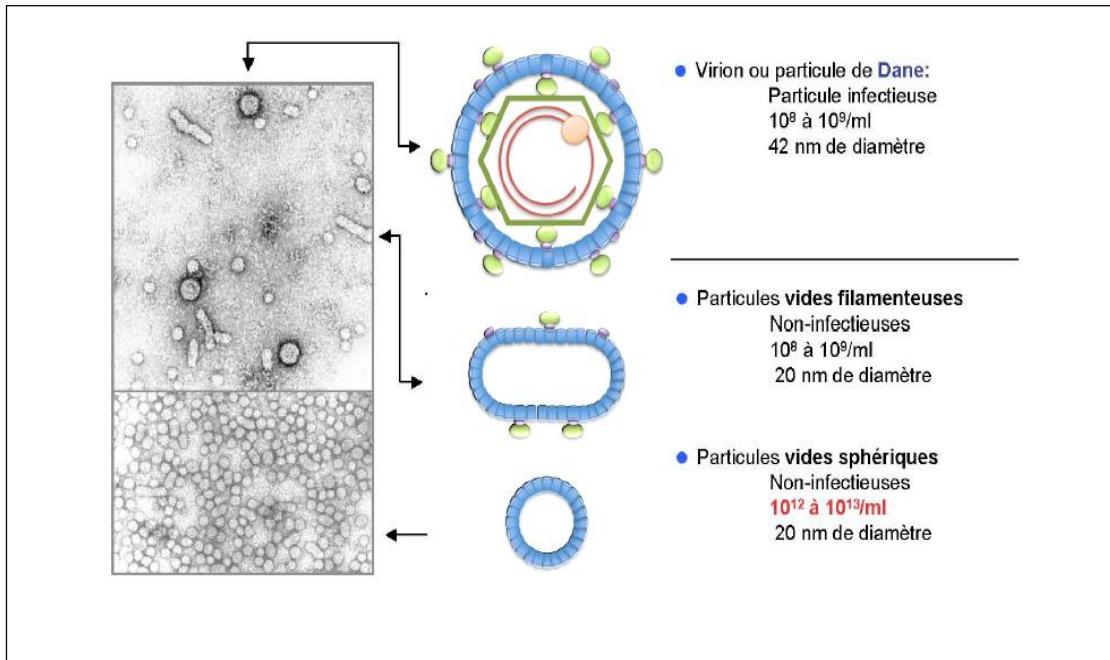 ● Virion ou particule de Dane:
Particule infectieuse
10⁸ à 10⁹/ml
42 nm de diamètre
● Particules vides filamenteuses
Non-infectieuses
10⁸ à 10⁹/ml
20 nm de diamètre
● Particules vides sphériques
Non-infectieuses
10¹² à 10¹³/ml
20 nm de diamètre